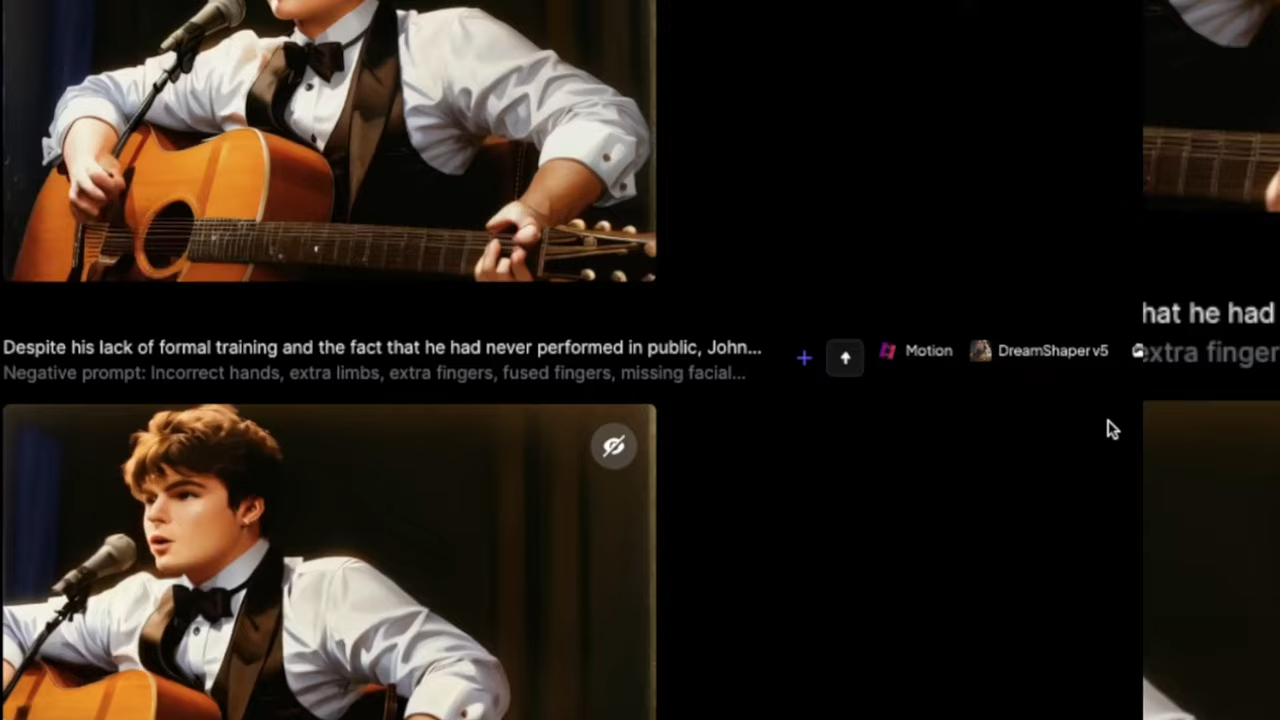 Despite his lack of formal training and the fact that he had never performed in public, John...
Negative prompt: Incorrect hands, extra limbs, extra fingers, fused fingers, missing facial...
Motion
DreamShaper v5
hat he had
extra finger